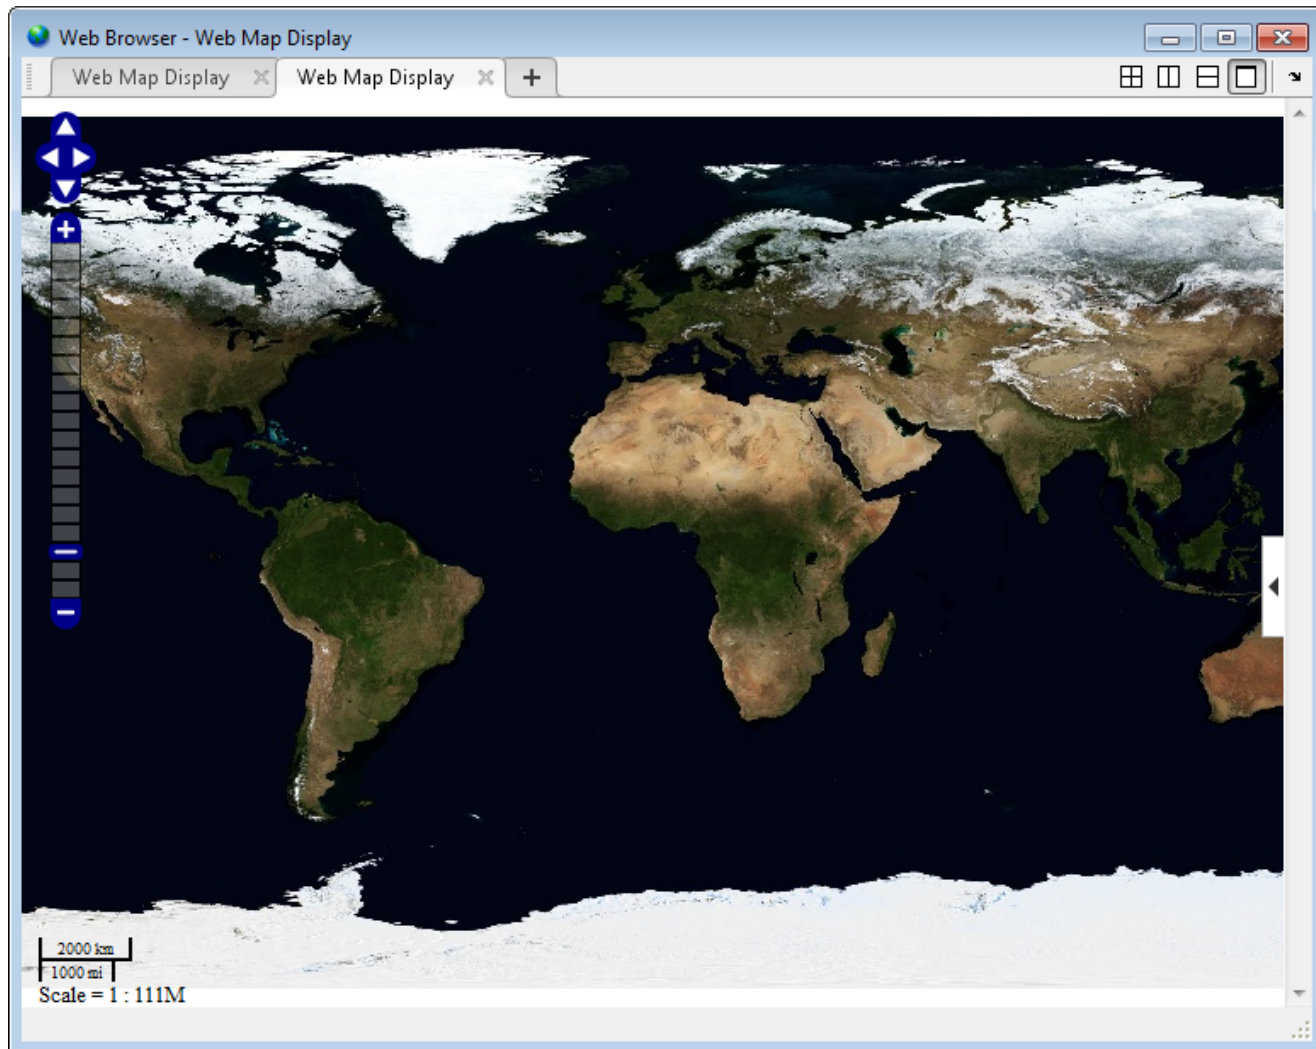 Web Browser - Web Map Display
Web Map Display Web Map Display
2000 km
1000 mi
Scale = 1 : 111M